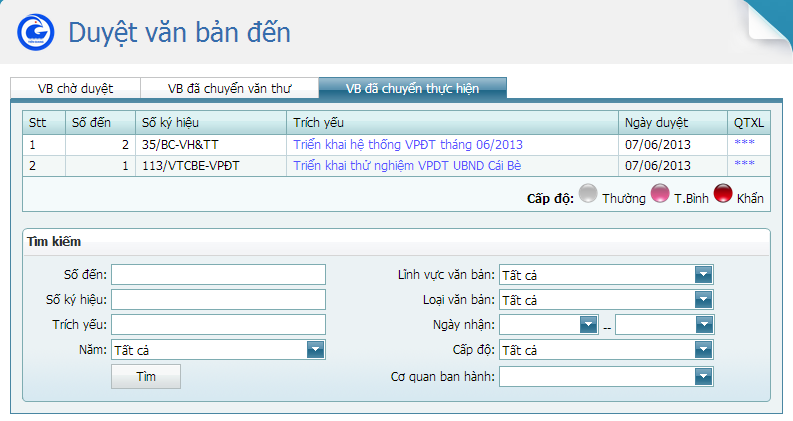 Duyệt văn bản đến
VB chờ duyệt VB đã chuyển văn thư VB đã chuyển thực hiện
Stt Số đến Số ký hiệu Trích yếu Ngày duyệt QTXL
1 2 35/BC-VH&TT Triển khai hệ thống VPĐT tháng 06/2013 07/06/2013 ***
2 1 113/VTCBE-VPĐT Triển khai thử nghiệm VPDT UBND Cái Bè 07/06/2013 ***
Cấp độ: Thường T.Bình Khẩn
Tìm kiếm
Số đến: Lĩnh vực văn bản: Tất cả
Số ký hiệu: Loại văn bản: Tất cả
Trích yếu: Ngày nhận: --
Năm: Tất cả Cấp độ: Tất cả
Tìm Cơ quan ban hành: